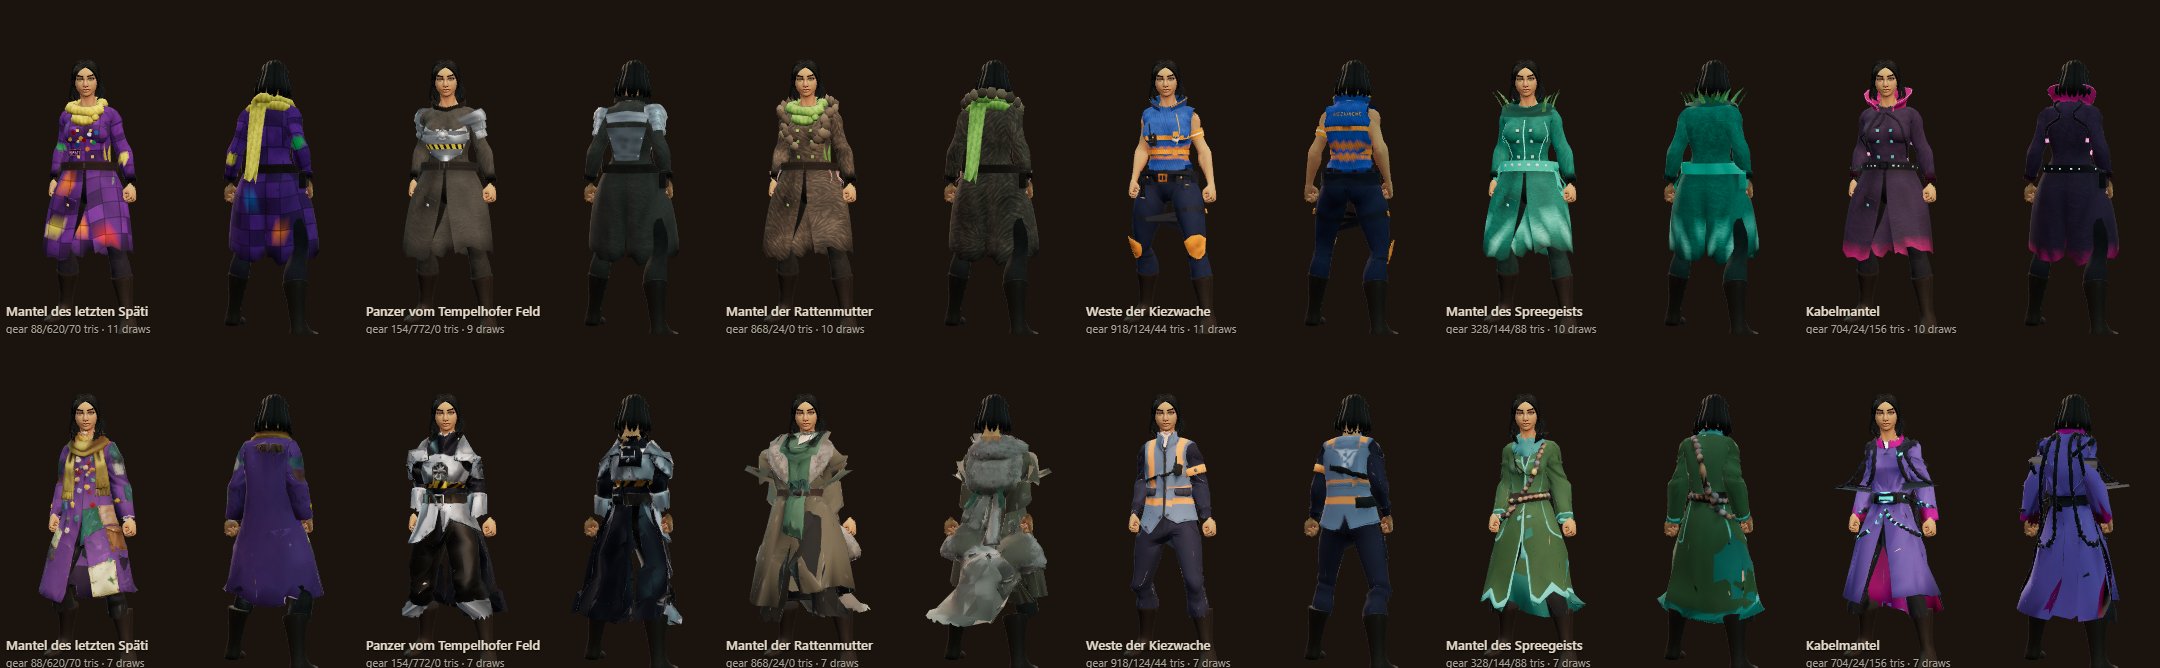 Mantel des letzten Späti
gear 88/620/70 tris · 11 draws
Panzer vom Tempelhofer Feld
gear 154/772/0 tris · 9 draws
Mantel der Rattenmutter
gear 868/24/0 tris · 10 draws
KIEZWACHE
Weste der Kiezwache
gear 918/124/44 tris · 11 draws
Mantel des Spreegeists
gear 328/144/88 tris · 10 draws
Kabelmantel
gear 704/24/156 tris · 10 draws
Mantel des letzten Späti
gear 88/620/70 tris · 7 draws
Panzer vom Tempelhofer Feld
gear 154/772/0 tris · 7 draws
Mantel der Rattenmutter
gear 868/24/0 tris · 7 draws
Weste der Kiezwache
gear 918/124/44 tris · 7 draws
Mantel des Spreegeists
gear 328/144/88 tris · 7 draws
Kabelmantel
gear 704/24/156 tris · 7 draws